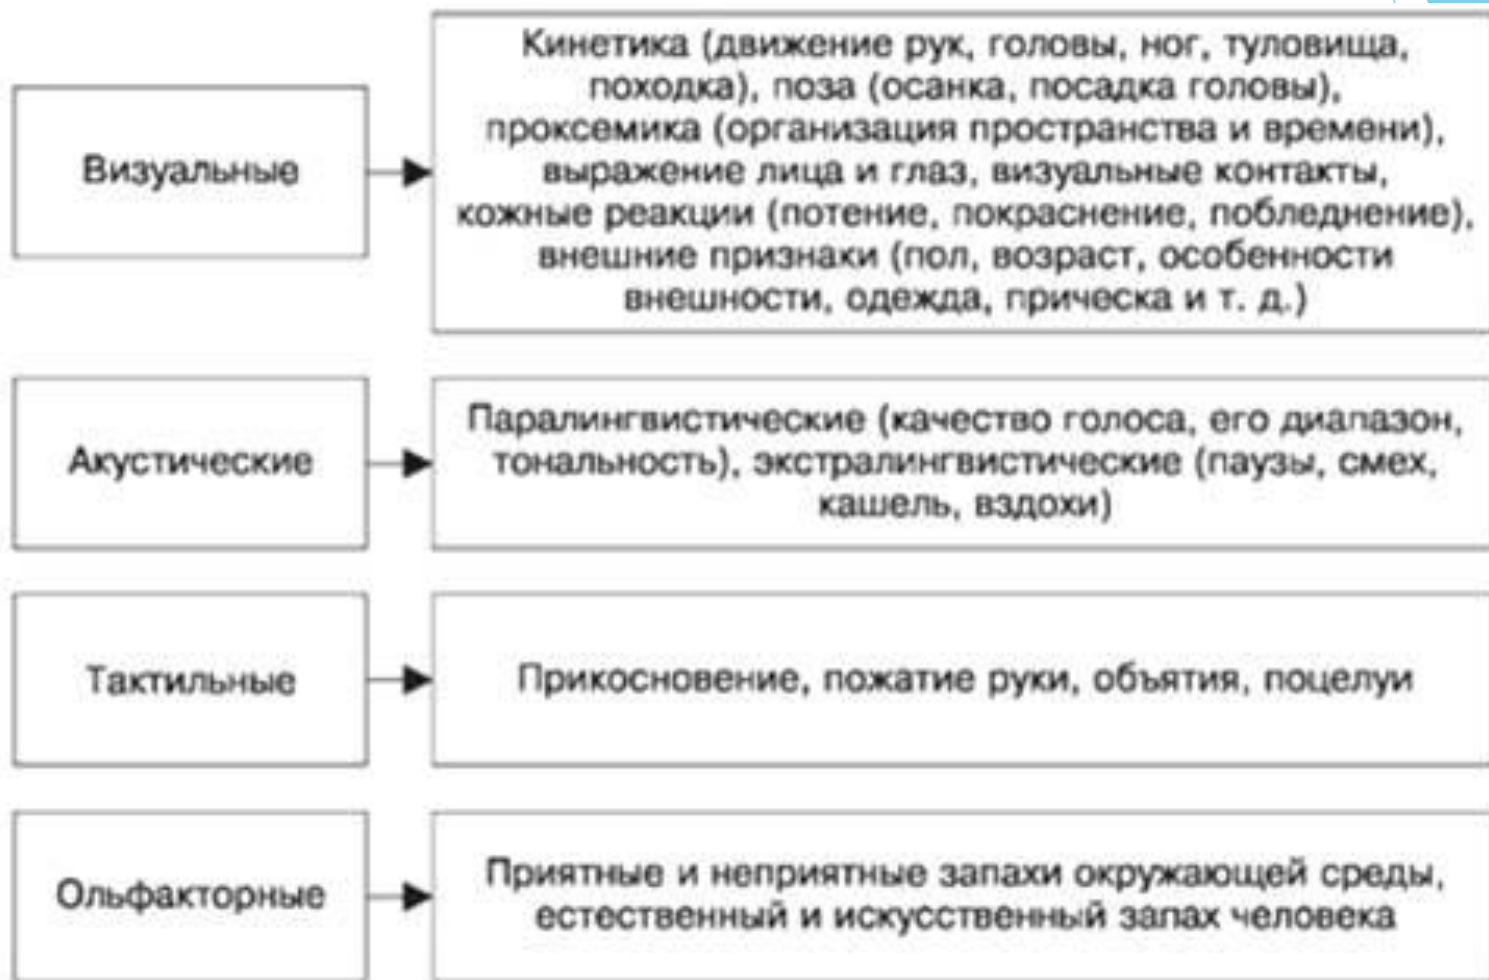 Визуальные
Кинетика (движение рук, головы, ног, туловища,
походка), поза (осанка, посадка головы),
проксемика (организация пространства и времени),
выражение лица и глаз, визуальные контакты,
кожные реакции (потение, покраснение, побледнение),
внешние признаки (пол, возраст, особенности
внешности, одежда, прическа и т. д.)
Акустические
Паралингвистические (качество голоса, его диапазон,
тональность), экстралингвистические (паузы, смех,
кашель, вздохи)
Тактильные
Прикосновение, пожатие руки, объятия, поцелуи
Ольфакторные
Приятные и неприятные запахи окружающей среды,
естественный и искусственный запах человека